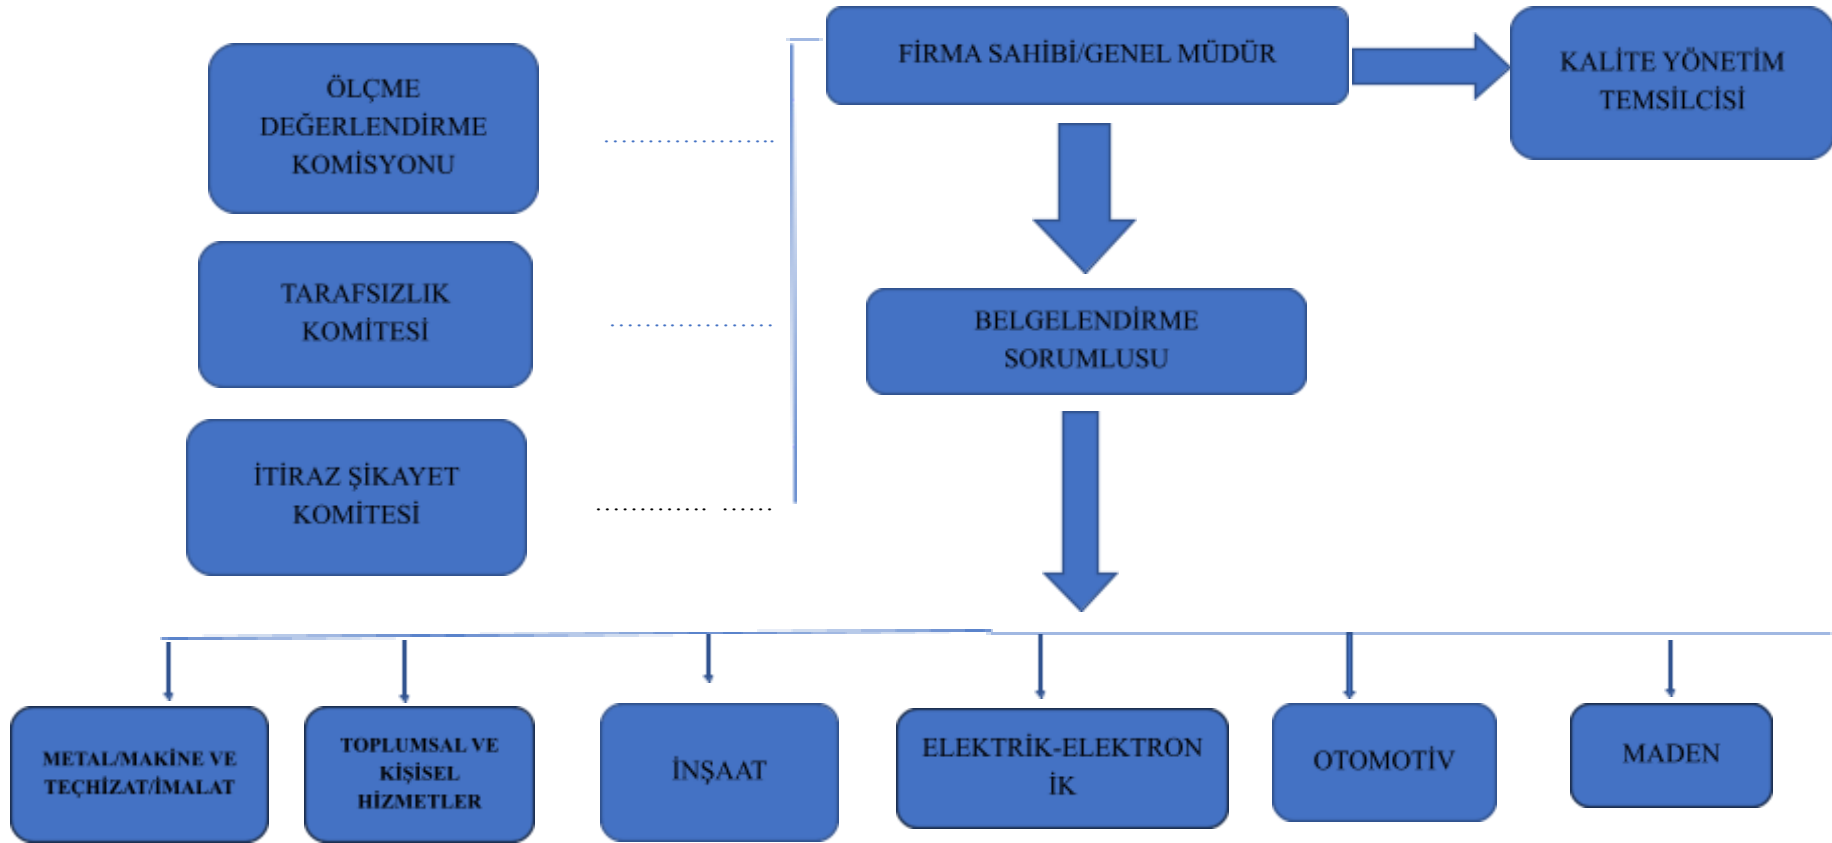 FİRMA SAHİBİ/GENEL MÜDÜR
KALİTE YÖNETİM
TEMSİLCİSİ
ÖLÇME
DEĞERLENDİRME
KOMİSYONU
TARAFSIZLIK
KOMİTESİ
BELGELENDİRME
SORUMLUSU
İTİRAZ ŞİKAYET
KOMİTESİ
METAL/MAKİNE VE
TEÇHİZAT/İMALAT
TOPLUMSAL VE
KİŞİSEL
HİZMETLER
İNŞAAT
ELEKTRİK-ELEKTRON
İK
OTOMOTİV
MADEN